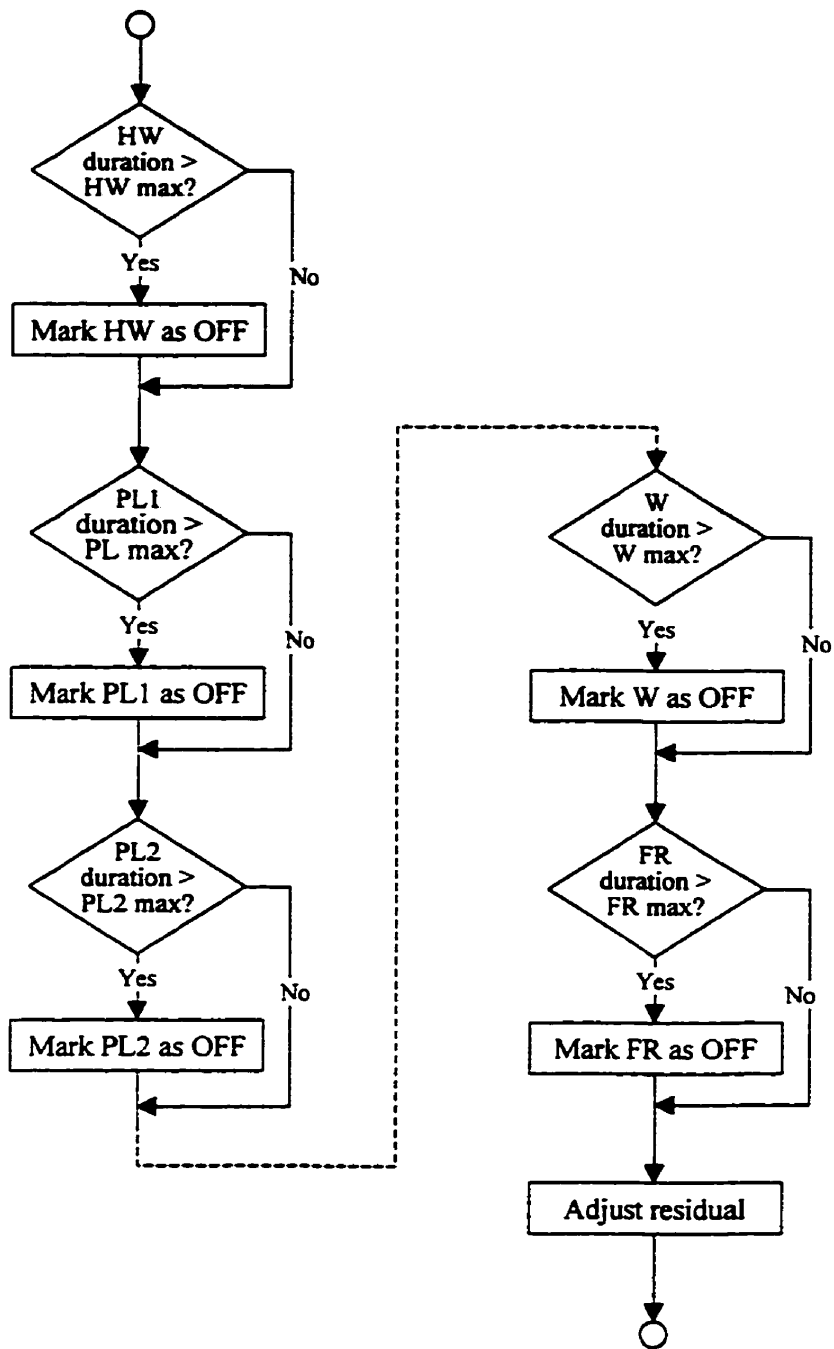 HW
duration >
HW max?
Yes
No
Mark HW as OFF
PL1
duration >
PL max?
Yes
No
Mark PL1 as OFF
PL2
duration >
PL2 max?
Yes
No
Mark PL2 as OFF
W
duration >
W max?
Yes
No
Mark W as OFF
FR
duration >
FR max?
Yes
No
Mark FR as OFF
Adjust residual